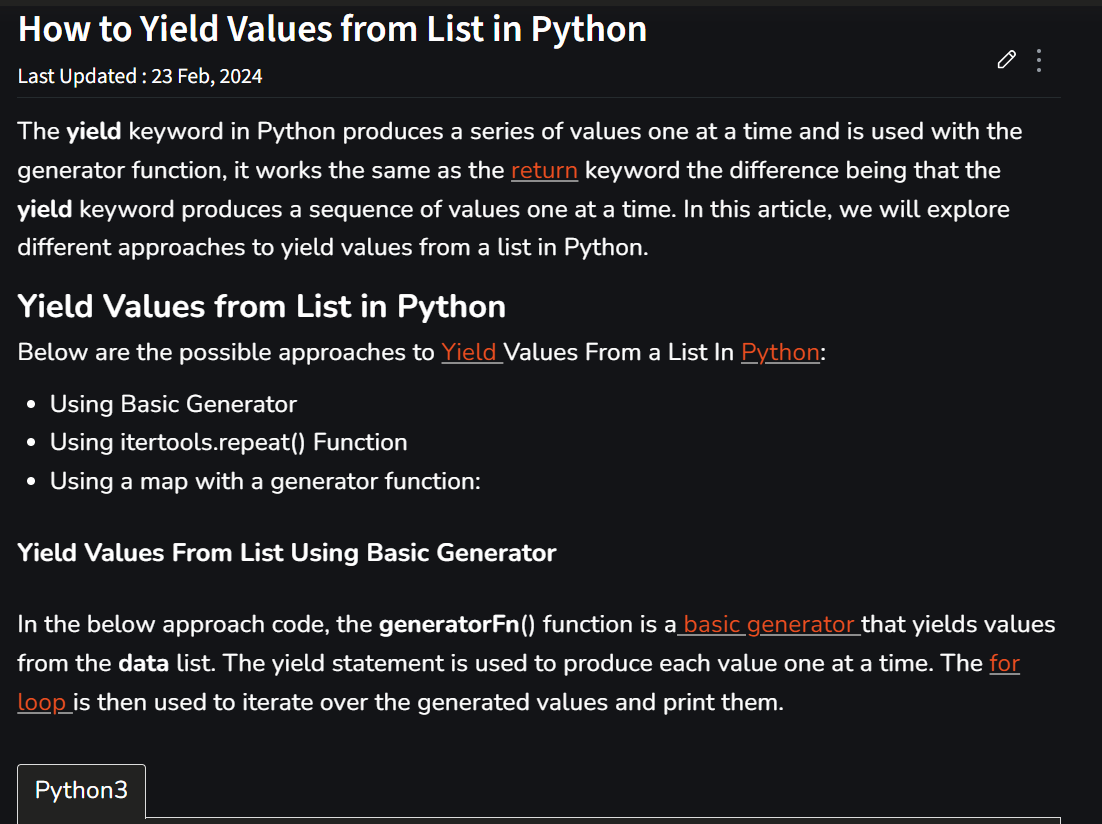 How to Yield Values from List in Python
Last Updated : 23 Feb, 2024
The yield keyword in Python produces a series of values one at a time and is used with the
generator function, it works the same as the return keyword the difference being that the
yield keyword produces a sequence of values one at a time. In this article, we will explore
different approaches to yield values from a list in Python.
Yield Values from List in Python
Below are the possible approaches to Yield Values From a List In Python:
• Using Basic Generator
• Using itertools.repeat() Function
• Using a map with a generator function:
Yield Values From List Using Basic Generator
In the below approach code, the generatorFn() function is a basic generator that yields values
from the data list. The yield statement is used to produce each value one at a time. The for
loop is then used to iterate over the generated values and print them.
Python3